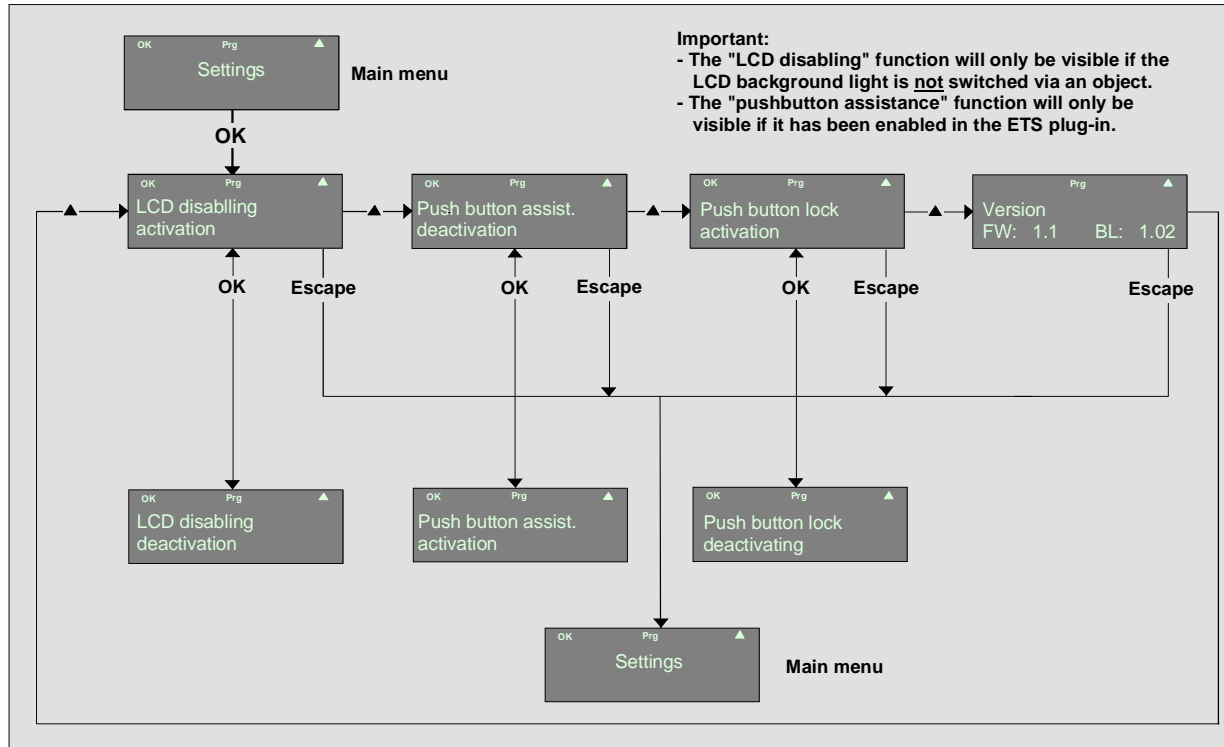 OK Prg
Settings
Main menu
Important:
- The "LCD disabling" function will only be visible if the
LCD background light is not switched via an object.
- The "pushbutton assistance" function will only be
visible if it has been enabled in the ETS plug-in.
OK
OK Prg
LCD disablling
activation
OK Prg
Push button assist.
deactivation
OK Prg
Push button lock
activation
Prg
Version
FW: 1.1 BL: 1.02
OK
Escape
OK
Escape
OK
Escape
Escape
OK Prg
LCD disabling
deactivation
OK Prg
Push button assist.
activation
OK Prg
Push button lock
deactivating
OK Prg
Settings
Main menu